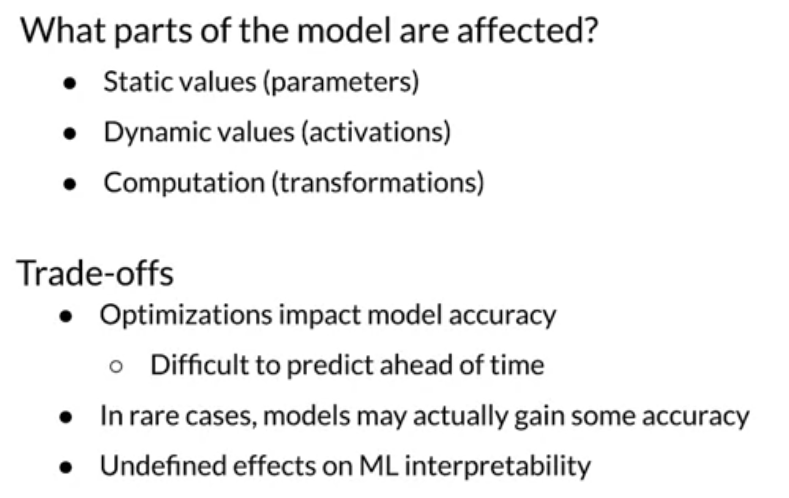 What parts of the model are affected?
● Static values (parameters)
● Dynamic values (activations)
● Computation (transformations)
Trade-offs
● Optimizations impact model accuracy
○ Difficult to predict ahead of time
● In rare cases, models may actually gain some accuracy
● Undefined effects on ML interpretability